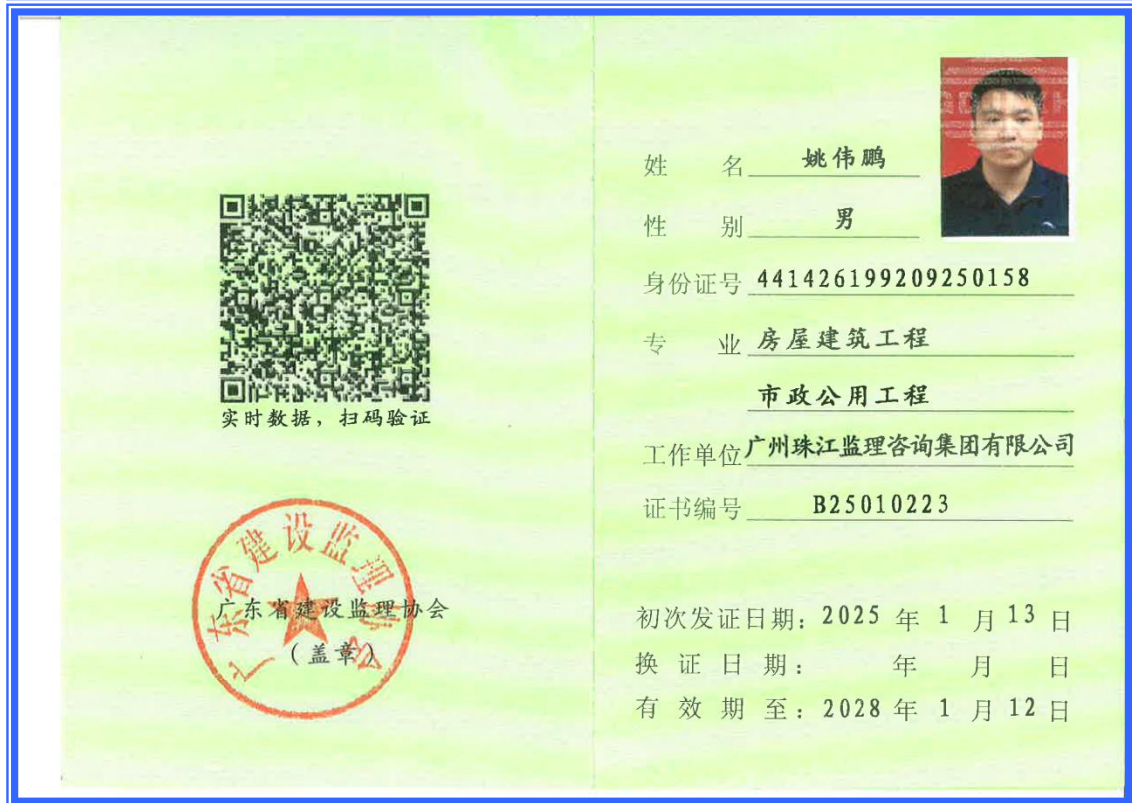 实时数据，扫码验证
广东省建设监理协会
广东省建设监理协会
（盖章）
姓 名 姚伟鹏
性 别 男
身份证号 441426199209250158
专 业 房屋建筑工程
市政公用工程
工作单位 广州珠江监理咨询集团有限公司
证书编号 B25010223
初次发证日期：2025 年 1 月 13 日
换 证 日 期： 年 月 日
有 效 期 至：2028 年 1 月 12 日